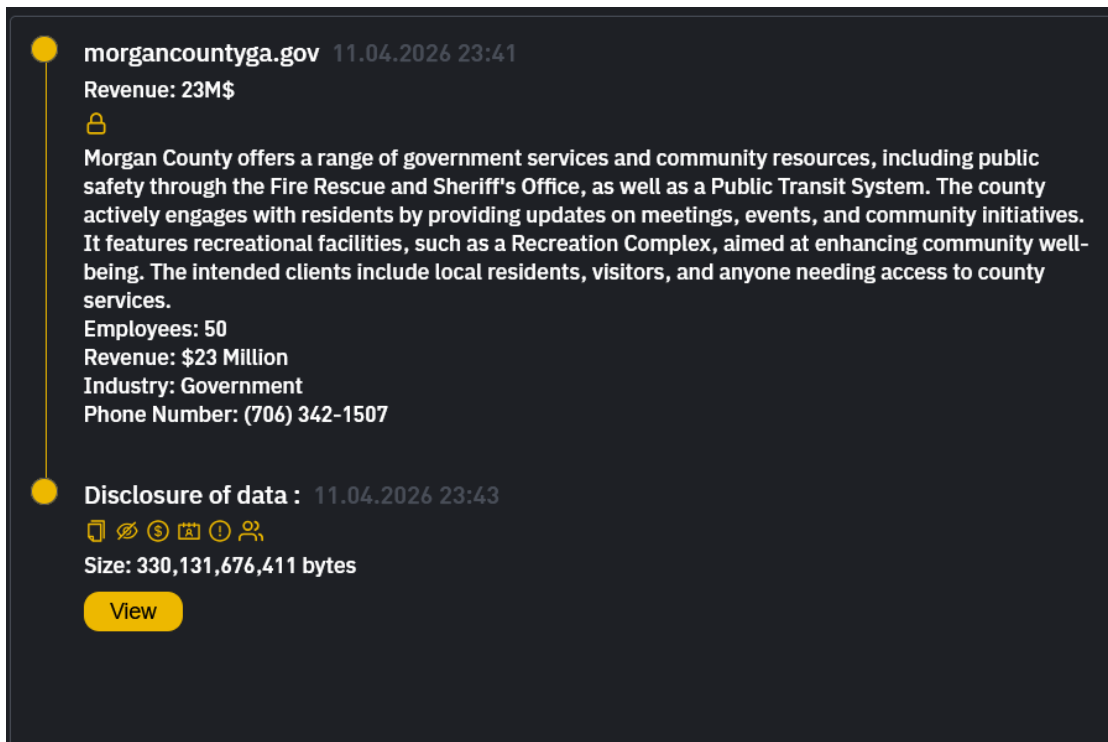 morgancountyga.gov 11.04.2026 23:41
Revenue: 23M$
Morgan County offers a range of government services and community resources, including public
safety through the Fire Rescue and Sheriff's Office, as well as a Public Transit System. The county
actively engages with residents by providing updates on meetings, events, and community initiatives.
It features recreational facilities, such as a Recreation Complex, aimed at enhancing community well-
being. The intended clients include local residents, visitors, and anyone needing access to county
services.
Employees: 50
Revenue: $23 Million
Industry: Government
Phone Number: (706) 342-1507
Disclosure of data : 11.04.2026 23:43
Size: 330,131,676,411 bytes
View